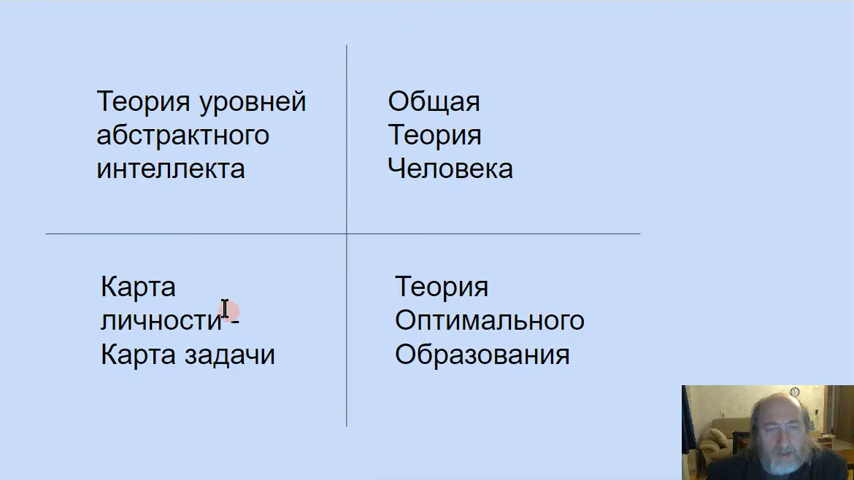 Теория уровней
абстрактного
интеллекта
Общая
Теория
Человека
Карта
личности -
Карта задачи
Теория
Оптимального
Образования